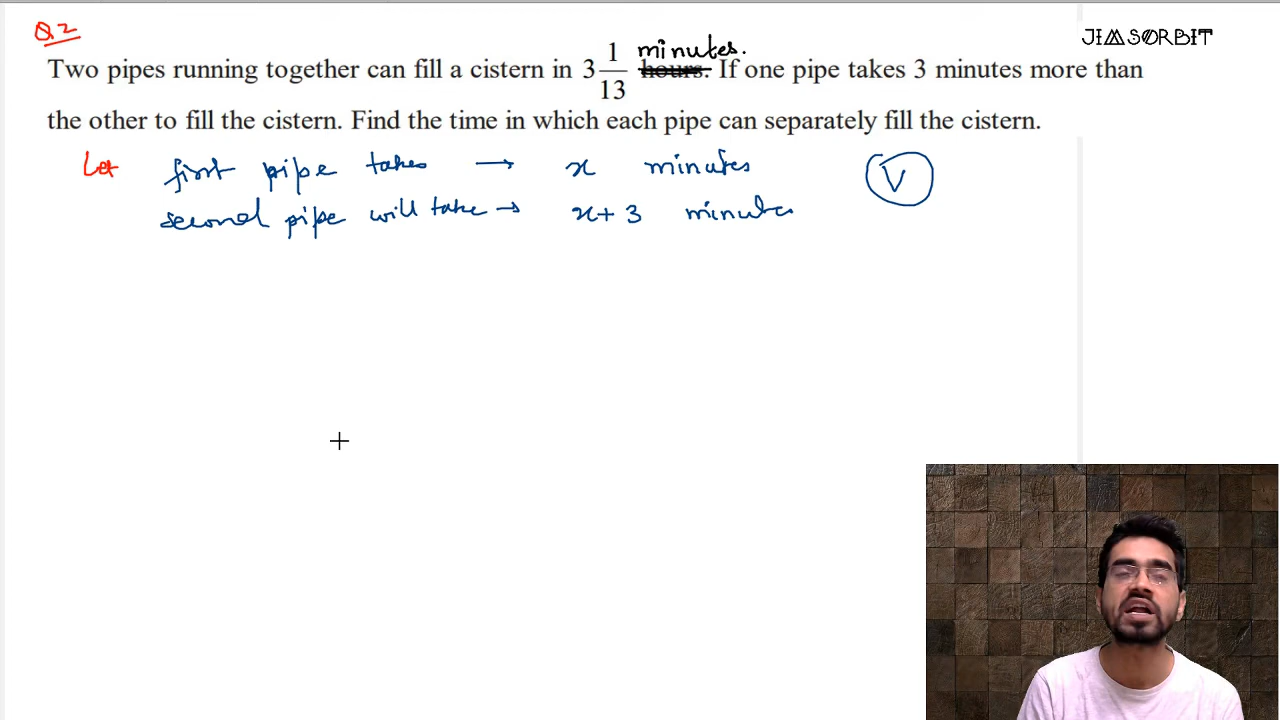 Q2
JIMSORBIT
Two pipes running together can fill a cistern in 3 1/13 hours. minutes. If one pipe takes 3 minutes more than
the other to fill the cistern. Find the time in which each pipe can separately fill the cistern.
Let first pipe takes → x minutes
V
second pipe will take → x+3 minutes